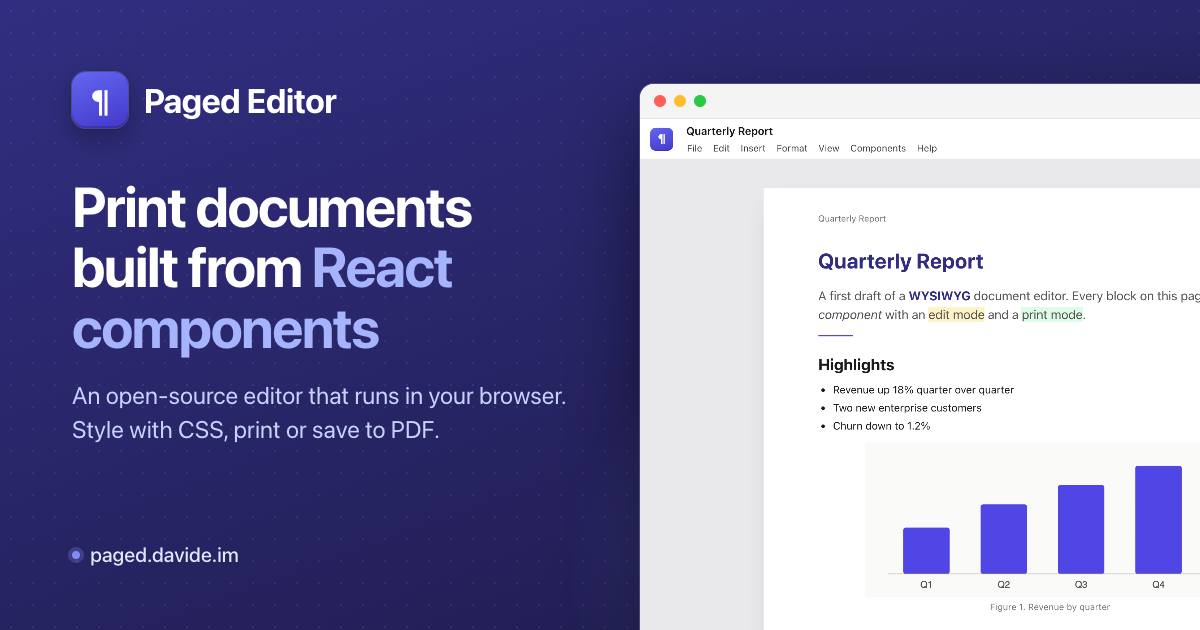 ¶ Paged Editor
Print documents
built from React
components
An open-source editor that runs in your browser.
Style with CSS, print or save to PDF.
paged.davide.im
¶ Quarterly Report
File Edit Insert Format View Components Help
Quarterly Report
Quarterly Report
A first draft of a WYSIWYG document editor. Every block on this
component with an edit mode and a print mode.
Highlights
• Revenue up 18% quarter over quarter
• Two new enterprise customers
• Churn down to 1.2%
Q1 Q2 Q3 Q4
Figure 1. Revenue by quarter